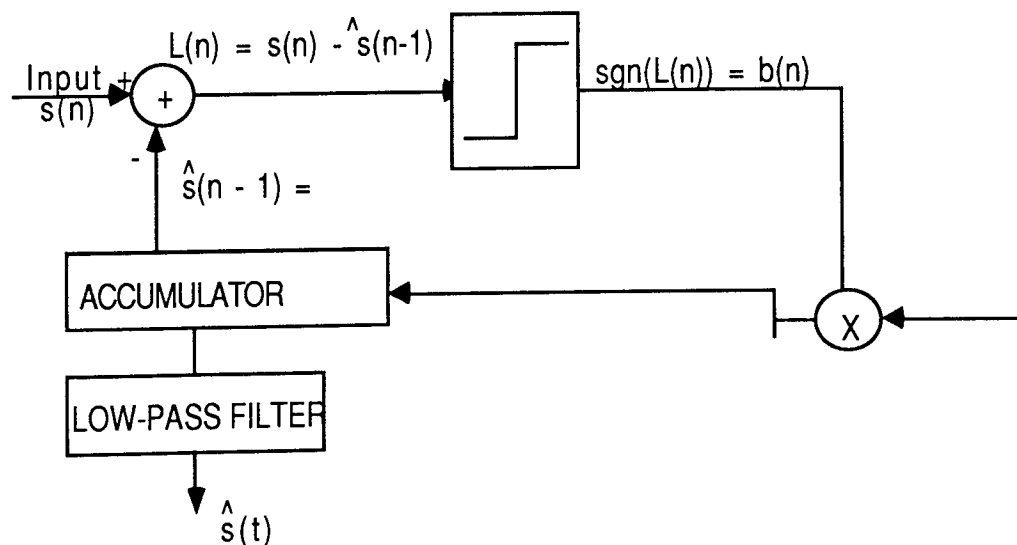 L(n) = s(n) - ^s(n-1)
Input +
s(n)
+
sgn(L(n)) = b(n)
-
ŝ(n - 1) =
ACCUMULATOR
X
LOW-PASS FILTER
ŝ(t)